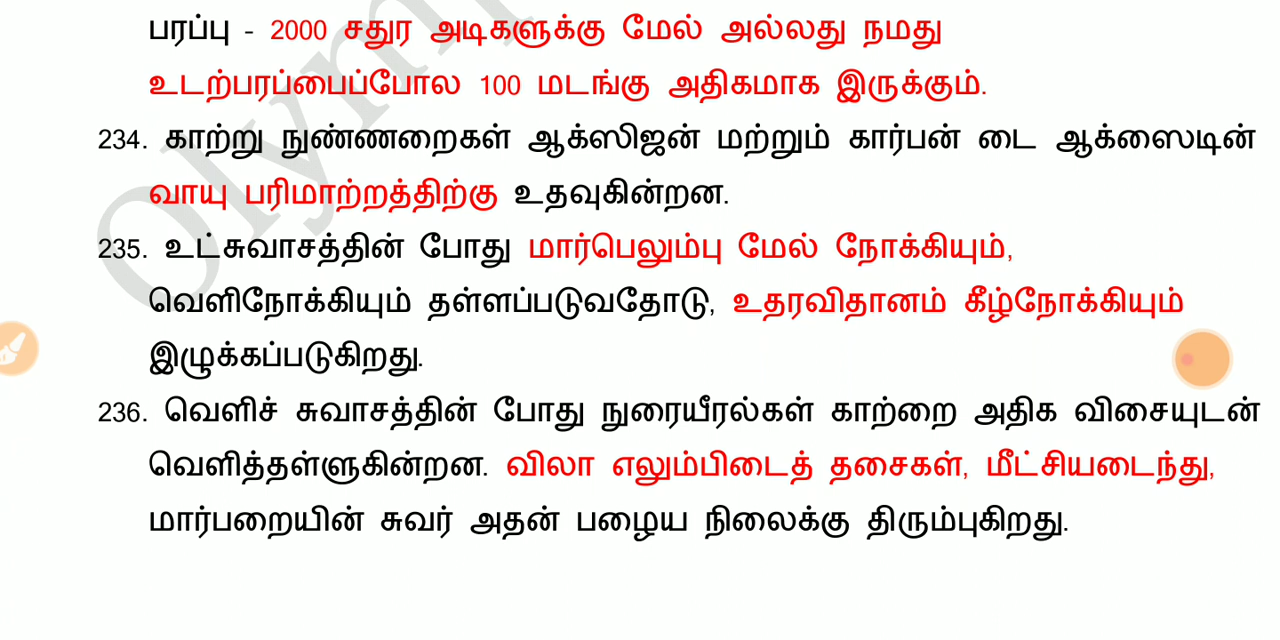 பரப்பு - 2000 சதுர அடிகளுக்கு மேல் அல்லது நமது
உடற்பரப்பைப்போல 100 மடங்கு அதிகமாக இருக்கும்.
234. காற்று நுண்ணறைகள் ஆக்ஸிஜன் மற்றும் கார்பன் டை ஆக்ஸைடின்
வாயு பரிமாற்றத்திற்கு உதவுகின்றன.
235. உட்சுவாசத்தின் போது மார்பெலும்பு மேல் நோக்கியும்,
வெளிநோக்கியும் தள்ளப்படுவதோடு, உதரவிதானம் கீழ்நோக்கியும்
இழுக்கப்படுகிறது.
236. வெளிச் சுவாசத்தின் போது நுரையீரல்கள் காற்றை அதிக விசையுடன்
வெளித்தள்ளுகின்றன. விலா எலும்பிடைத் தசைகள், மீட்சியடைந்து,
மார்பறையின் சுவர் அதன் பழைய நிலைக்கு திரும்புகிறது.